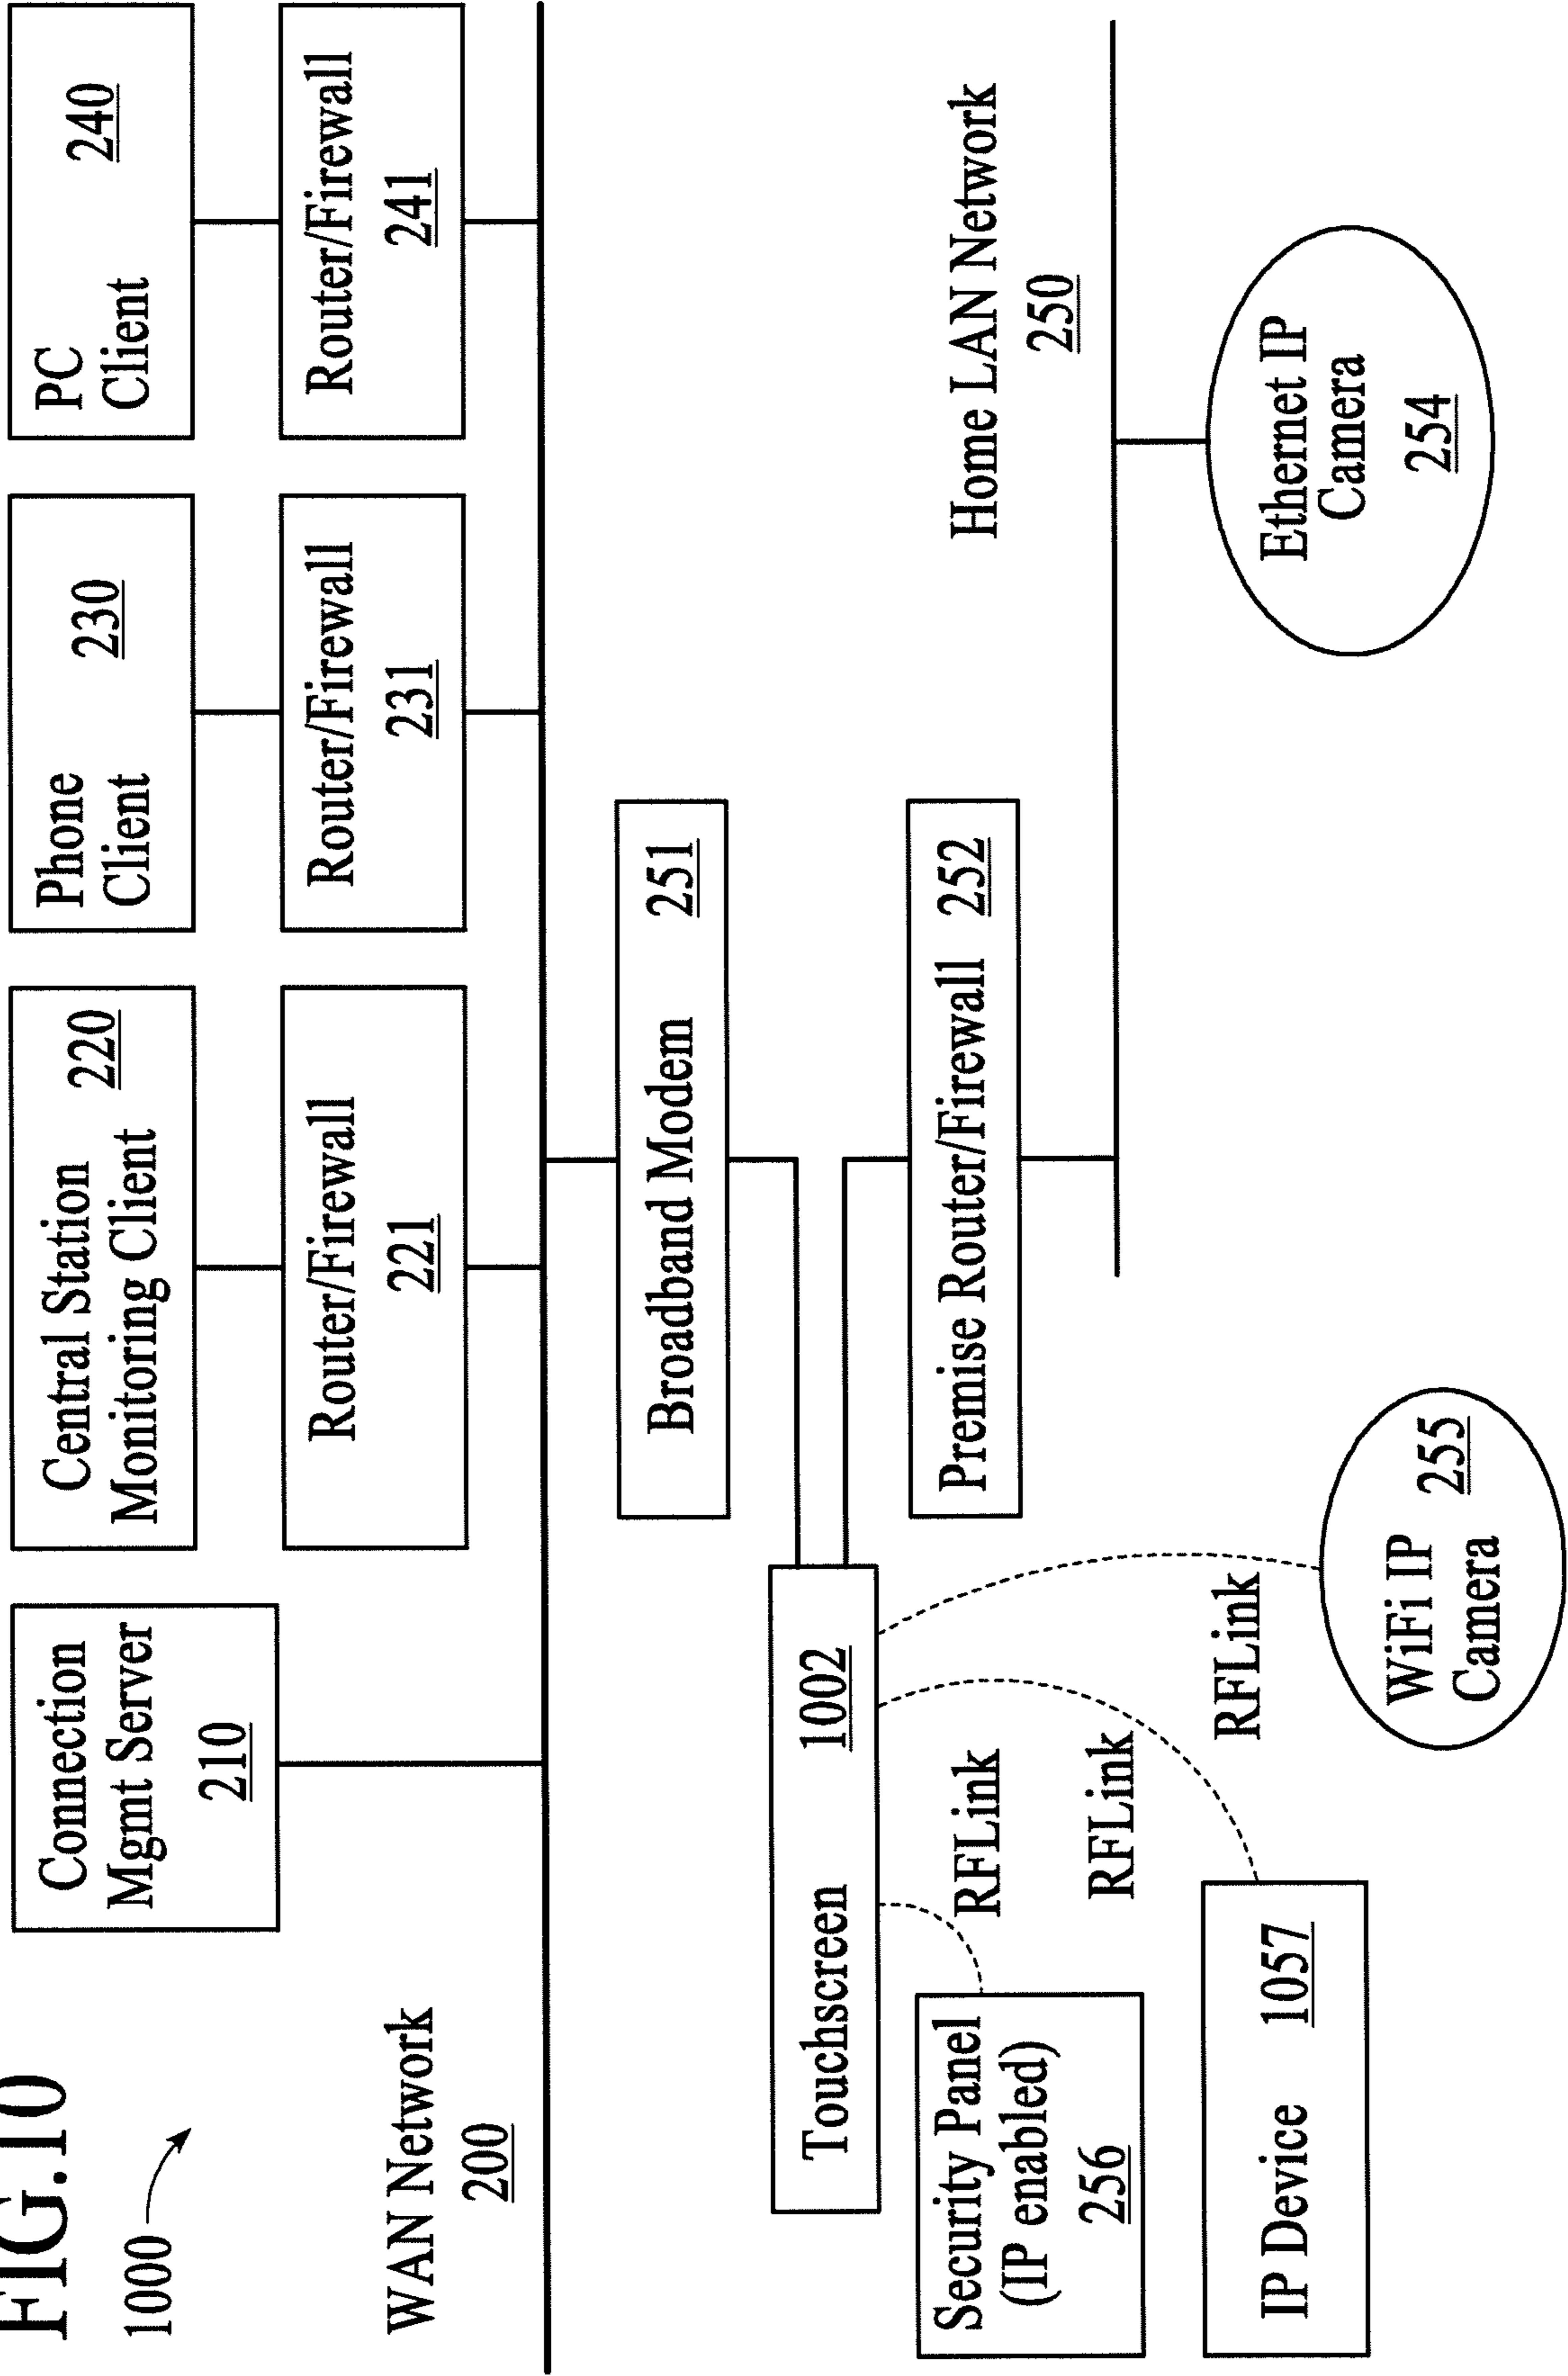 FIG.10
1000
WAN Network
200
Connection
Mgmt Server
210
Central Station
Monitoring Client
220
Router/Firewall
221
Phone
Client
230
Router/Firewall
231
PC
Client
240
Router/Firewall
241
Broadband Modem 251
Touchscreen 1002
Premise Router/Firewall 252
Home LAN Network
250
Security Panel
(IP enabled)
256
RFLink
RFLink
RFLink
IP Device 1057
WiFi IP
Camera
255
Ethernet IP
Camera
254